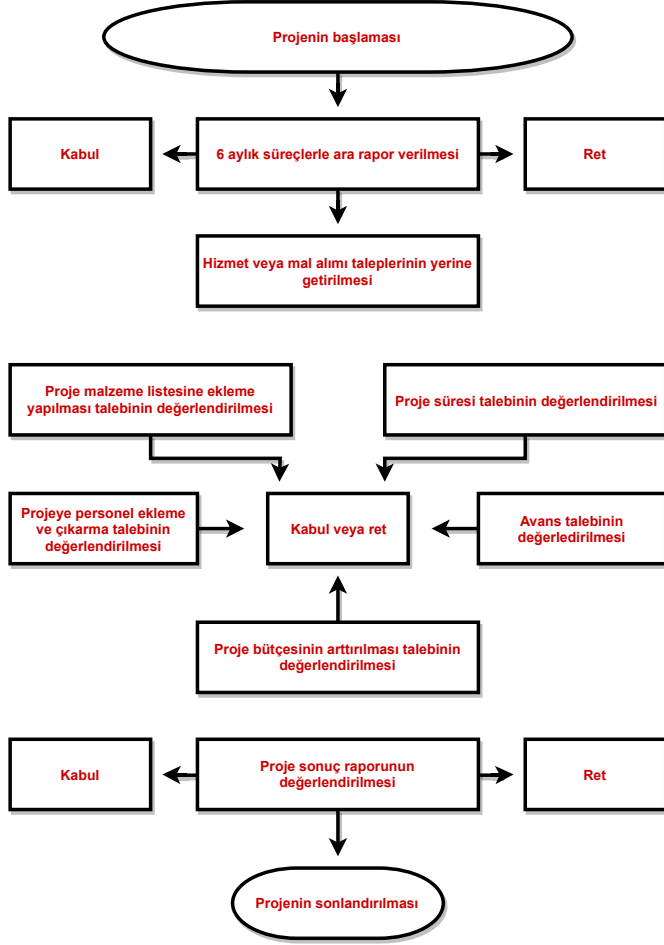 Projenin başlaması
Kabul
6 aylık süreçlerle ara rapor verilmesi
Ret
Hizmet veya mal alımı taleplerinin yerine
getirilmesi
Proje malzeme listesine ekleme
yapılması talebinin değerlendirilmesi
Proje süresi talebinin değerlendirilmesi
Projeye personel ekleme
ve çıkarma talebinin
değerlendirilmesi
Kabul veya ret
Avans talebinin
değerledirilmesi
Proje bütçesinin arttırılması talebinin
değerlendirilmesi
Kabul
Proje sonuç raporunun
değerlendirilmesi
Ret
Projenin sonlandırılması